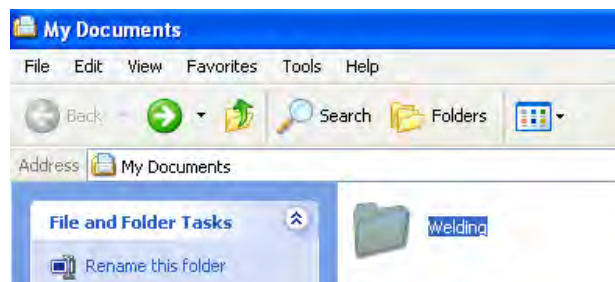 My Documents
File Edit View Favorites Tools Help
Back Search Folders
Address My Documents
File and Folder Tasks
Welding
Rename this folder